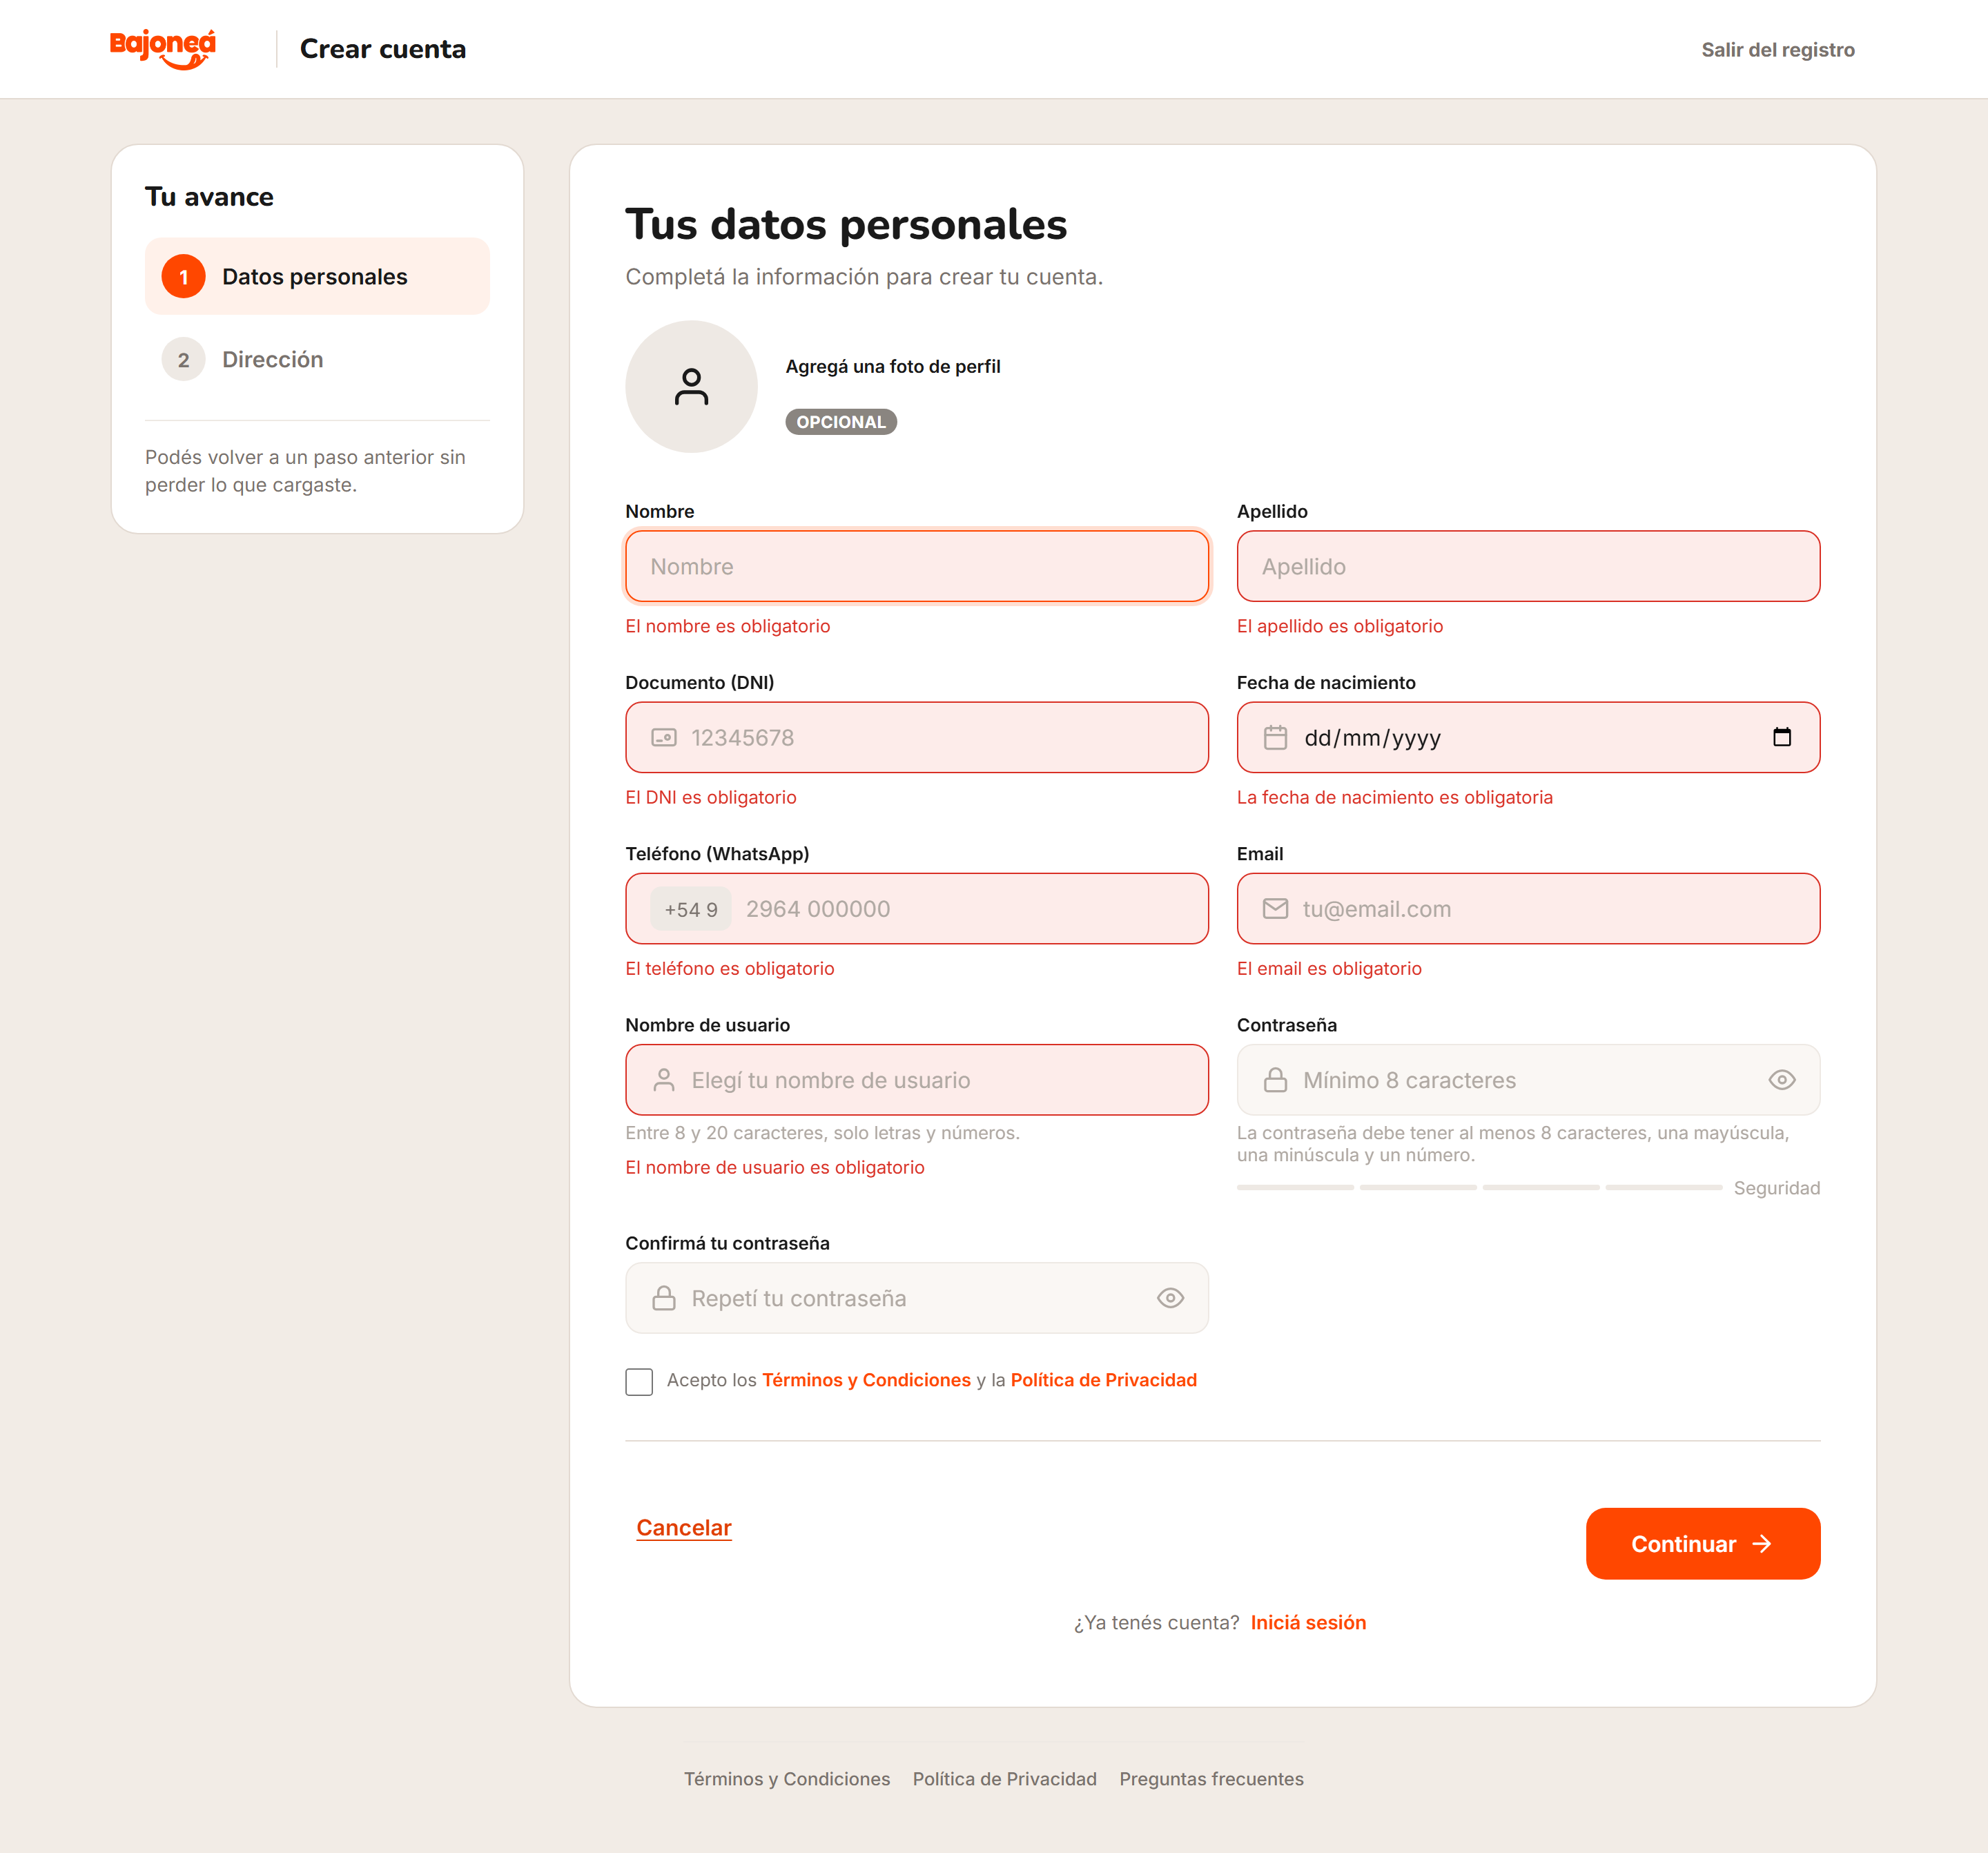 Bajoneá
Crear cuenta
Salir del registro
Tu avance
1 Datos personales
2 Dirección
Podés volver a un paso anterior sin
perder lo que cargaste.
Tus datos personales
Completá la información para crear tu cuenta.
Agregá una foto de perfil
OPCIONAL
Nombre
Nombre
El nombre es obligatorio
Apellido
Apellido
El apellido es obligatorio
Documento (DNI)
12345678
El DNI es obligatorio
Fecha de nacimiento
dd/mm/yyyy
La fecha de nacimiento es obligatoria
Teléfono (WhatsApp)
+54 9 2964 000000
El teléfono es obligatorio
Email
tu@email.com
El email es obligatorio
Nombre de usuario
Elegí tu nombre de usuario
Entre 8 y 20 caracteres, solo letras y números.
El nombre de usuario es obligatorio
Contraseña
Mínimo 8 caracteres
La contraseña debe tener al menos 8 caracteres, una mayúscula,
una minúscula y un número.
Seguridad
Confirmá tu contraseña
Repetí tu contraseña
Acepto los Términos y Condiciones y la Política de Privacidad
Cancelar
Continuar
¿Ya tenés cuenta? Iniciá sesión
Términos y Condiciones Política de Privacidad Preguntas frecuentes